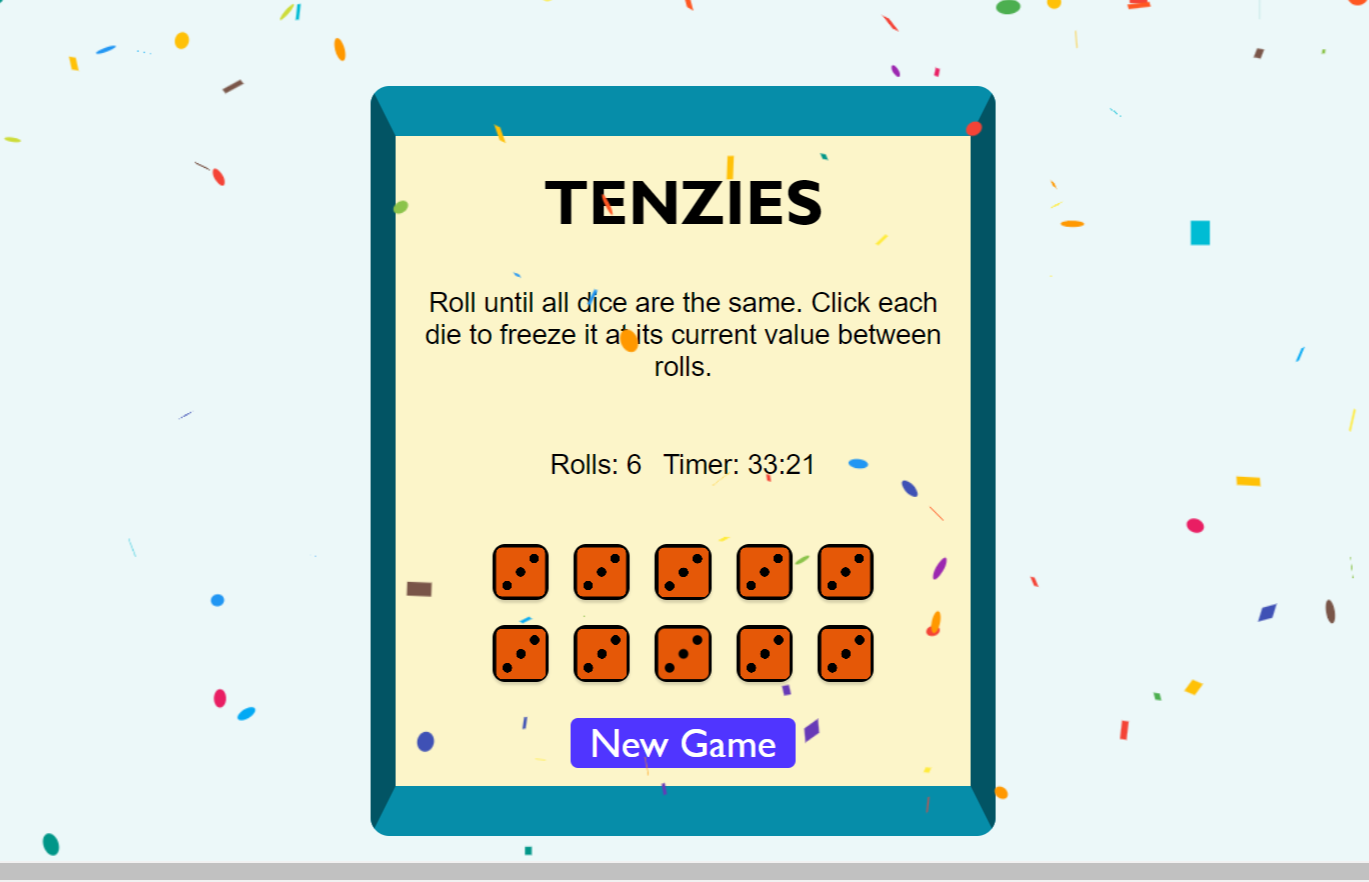 TENZIES
Roll until all dice are the same. Click each
die to freeze it at its current value between
rolls.
Rolls: 6 Timer: 33:21
New Game